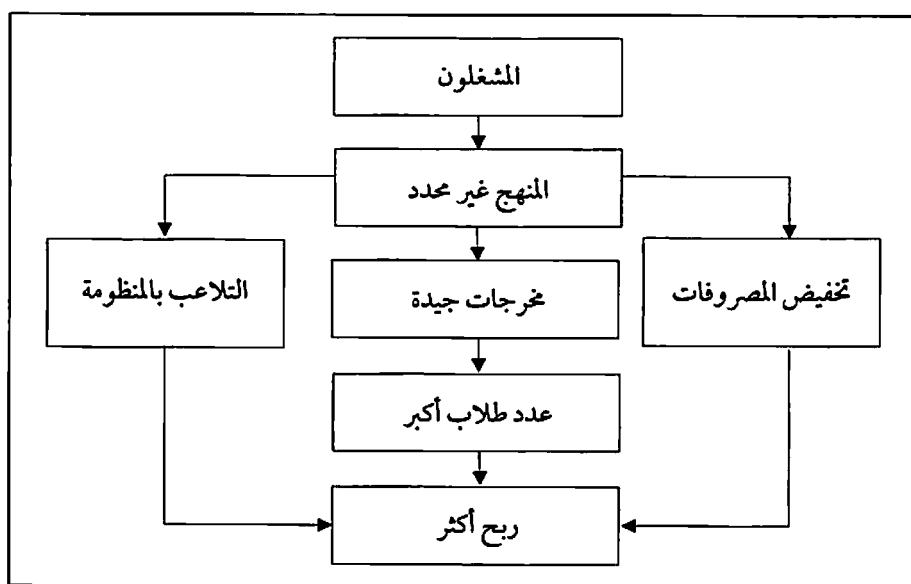 المشغلون
المنهج غير محدد
تخفيض المصروفات
مخرجات جيدة
التلاعب بالمنظومة
عدد طلاب أكبر
ربح أكثر